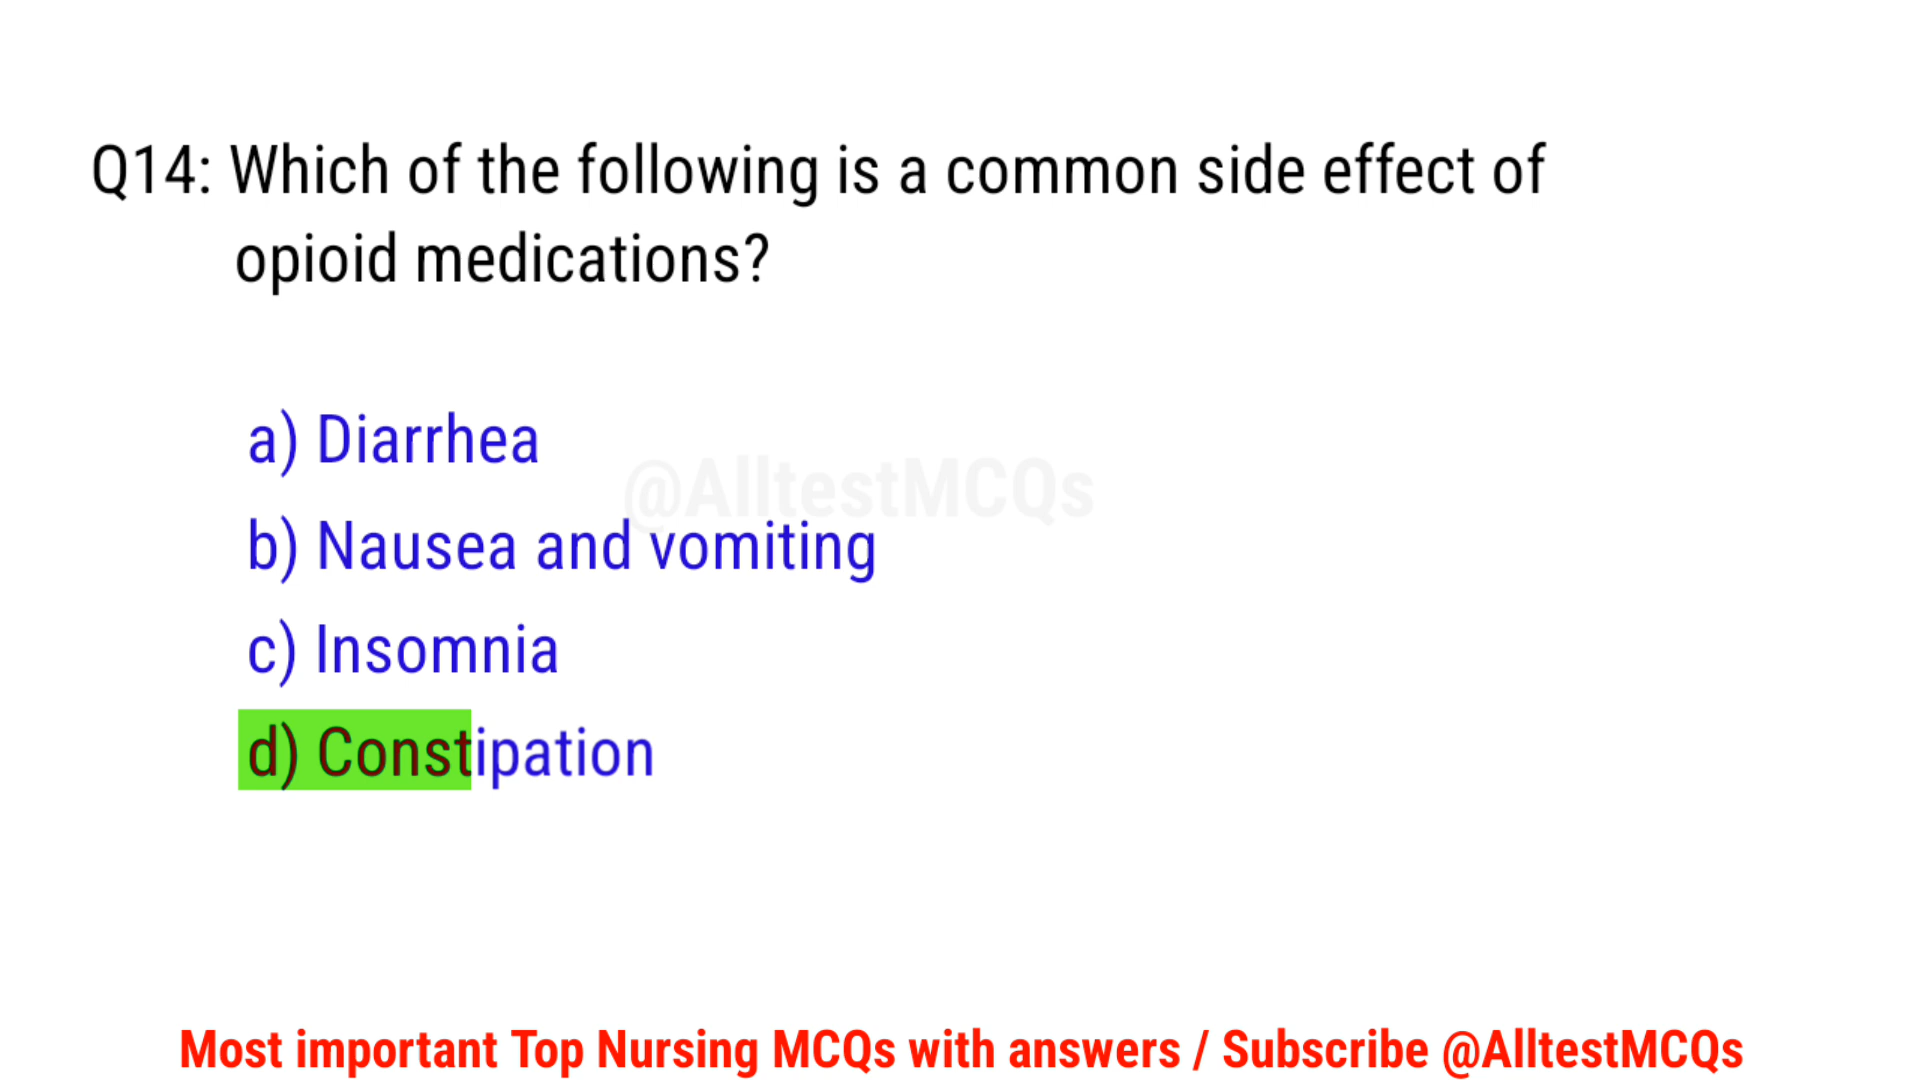 Q14: Which of the following is a common side effect of
opioid medications?
a) Diarrhea
@AlltestMCQs
b) Nausea and vomiting
c) Insomnia
d) Constipation
Most important Top Nursing MCQs with answers / Subscribe @AlltestMCQs